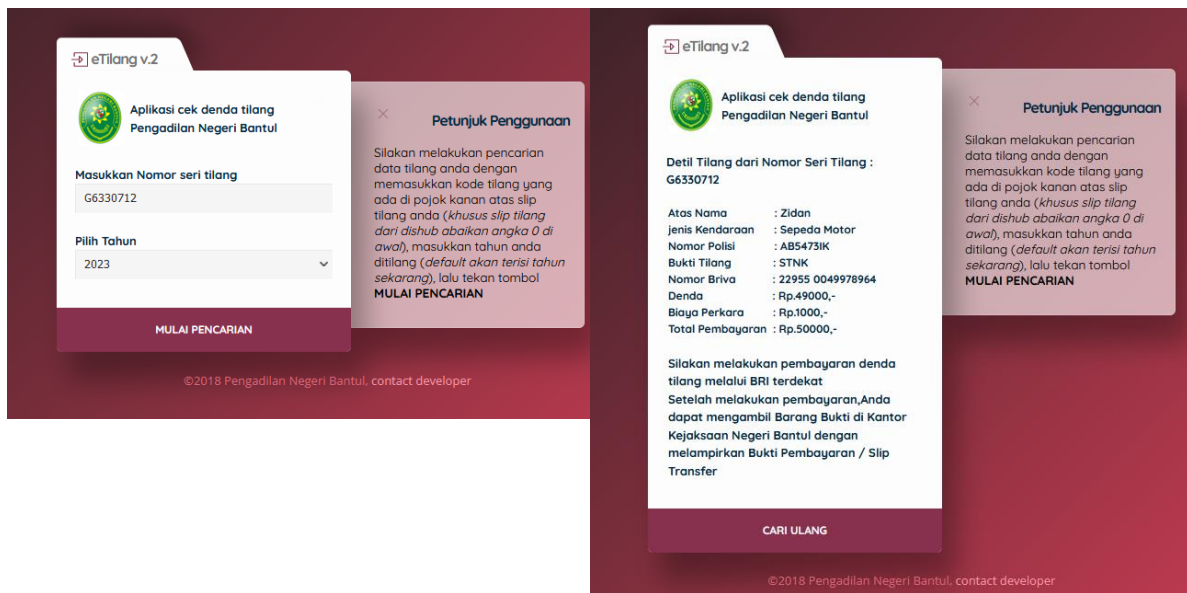 eTilang v.2
Aplikasi cek denda tilang
Pengadilan Negeri Bantul
Masukkan Nomor seri tilang
G6330712
Pilih Tahun
2023
MULAI PENCARIAN
Petunjuk Penggunaan
Silakan melakukan pencarian
data tilang anda dengan
memasukkan kode tilang yang
ada di pojok kanan atas slip
tilang anda (khusus slip tilang
dari dishub abaikan angka 0 di
awal), masukkan tahun anda
ditilang (default akan terisi tahun
sekarang), lalu tekan tombol
MULAI PENCARIAN
©2018 Pengadilan Negeri Bantul, contact developer
eTilang v.2
Aplikasi cek denda tilang
Pengadilan Negeri Bantul
Detil Tilang dari Nomor Seri Tilang :
G6330712
Atas Nama : Zidan
jenis Kendaraan : Sepeda Motor
Nomor Polisi : AB5473IK
Bukti Tilang : STNK
Nomor Briva : 22955 0049978964
Denda : Rp.49000,-
Biaya Perkara : Rp.1000,-
Total Pembayaran : Rp.50000,-
Silakan melakukan pembayaran denda
tilang melalui BRI terdekat
Setelah melakukan pembayaran,Anda
dapat mengambil Barang Bukti di Kantor
Kejaksaan Negeri Bantul dengan
melampirkan Bukti Pembayaran / Slip
Transfer
CARI ULANG
Petunjuk Penggunaan
Silakan melakukan pencarian
data tilang anda dengan
memasukkan kode tilang yang
ada di pojok kanan atas slip
tilang anda (khusus slip tilang
dari dishub abaikan angka 0 di
awal), masukkan tahun anda
ditilang (default akan terisi tahun
sekarang), lalu tekan tombol
MULAI PENCARIAN
©2018 Pengadilan Negeri Bantul, contact developer